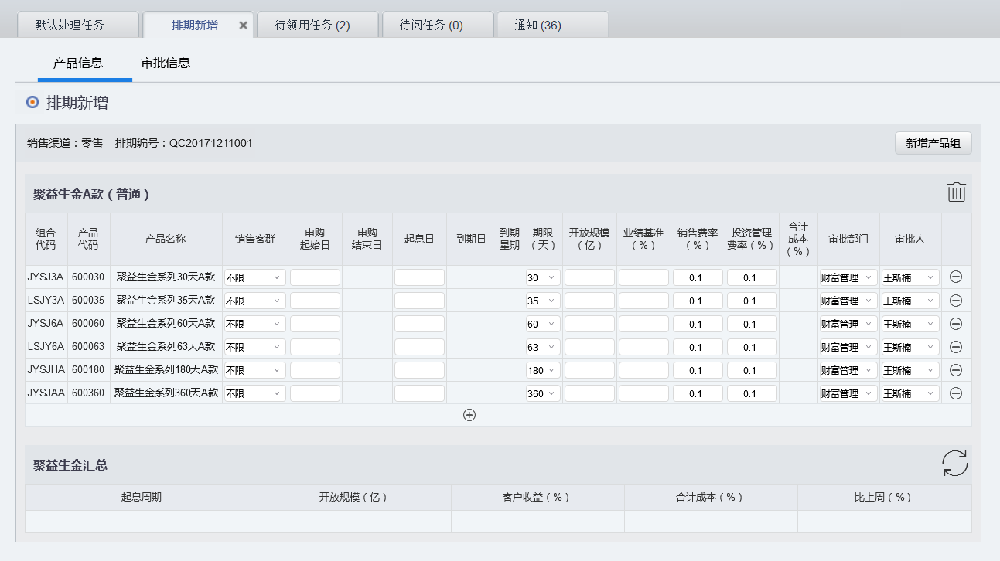 默认处理任务... 排期新增 待领用任务 (2) 待阅任务 (0) 通知 (36)
产品信息 审批信息
排期新增
销售渠道：零售 排期编号：QC20171211001 新增产品组
聚益生金A款（普通）
组合代码 产品代码 产品名称 销售客群 申购起始日 申购结束日 起息日 到期日 到期星期 期限（天） 开放规模（亿） 业绩基准（%） 销售费率（%） 投资管理费率（%） 合计成本（%） 审批部门 审批人
JYSJ3A 600030 聚益生金系列30天A款 不限 30 0.1 0.1 财富管理 王斯楠
LSJY3A 600035 聚益生金系列35天A款 不限 35 0.1 0.1 财富管理 王斯楠
JYSJ6A 600060 聚益生金系列60天A款 不限 60 0.1 0.1 财富管理 王斯楠
LSJY6A 600063 聚益生金系列63天A款 不限 63 0.1 0.1 财富管理 王斯楠
JYSJHA 600180 聚益生金系列180天A款 不限 180 0.1 0.1 财富管理 王斯楠
JYSJAA 600360 聚益生金系列360天A款 不限 360 0.1 0.1 财富管理 王斯楠
聚益生金汇总
起息周期 开放规模（亿） 客户收益（%） 合计成本（%） 比上周（%）